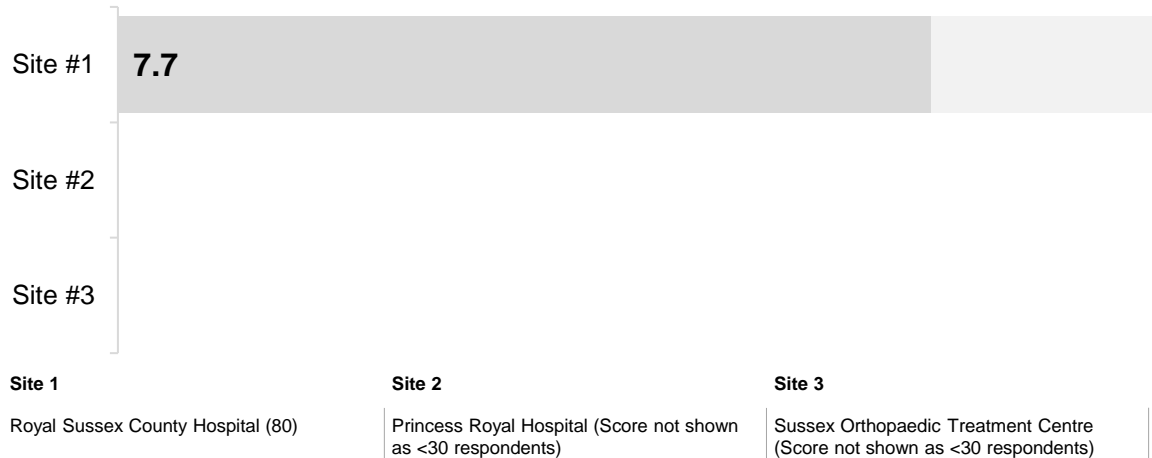 Site #1
7.7
Site #2
Site #3
Site 1
Royal Sussex County Hospital (80)
Site 2
Princess Royal Hospital (Score not shown
as <30 respondents)
Site 3
Sussex Orthopaedic Treatment Centre
(Score not shown as <30 respondents)